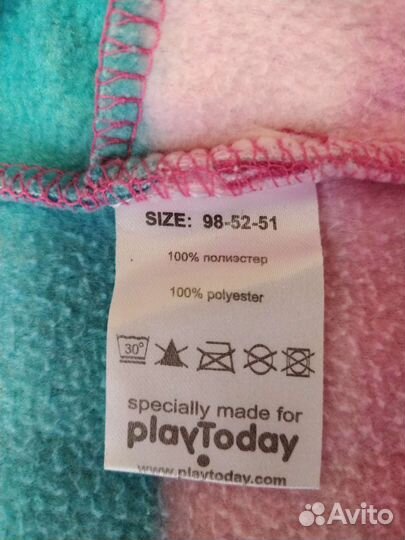 SIZE: 98-52-51
100% полиэстер
100% polyester
30°
specially made for
playToday
www.playtoday.com
Avito